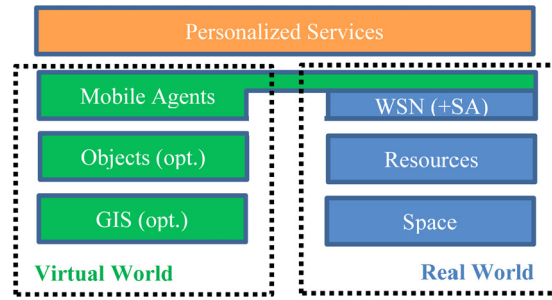 Personalized Services
Mobile Agents
WSN (+SA)
Objects (opt.)
Resources
GIS (opt.)
Space
Virtual World
Real World